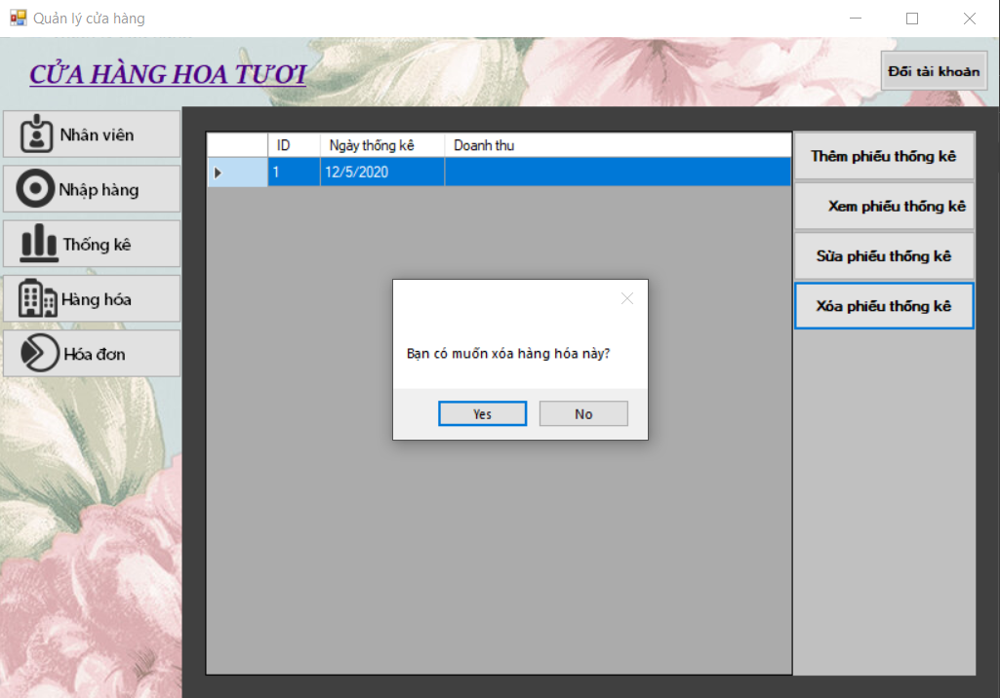 Quản lý cửa hàng
CỬA HÀNG HOA TƯƠI
Đổi tài khoản
Nhân viên
Nhập hàng
Thống kê
Hàng hóa
Hóa đơn
ID Ngày thống kê Doanh thu
1 12/5/2020
Thêm phiếu thống kê
Xem phiếu thống kê
Sửa phiếu thống kê
Xóa phiếu thống kê
Bạn có muốn xóa hàng hóa này?
Yes No